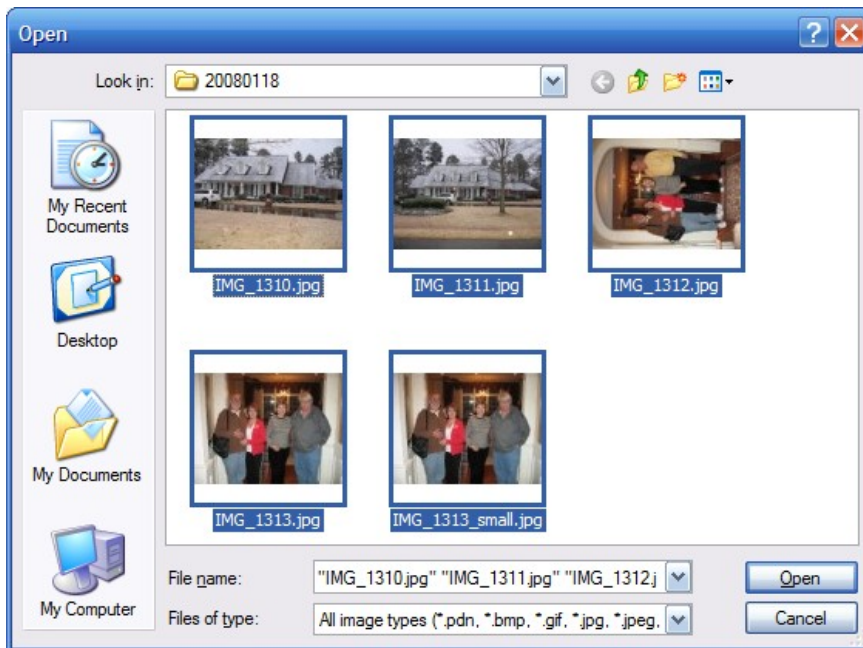 Open
Look in:
20080118
My Recent
Documents
Desktop
My Documents
My Computer
IMG_1310.jpg
IMG_1311.jpg
IMG_1312.jpg
IMG_1313.jpg
IMG_1313_small.jpg
File name:
"IMG_1310.jpg" "IMG_1311.jpg" "IMG_1312.j
Open
Files of type:
All image types (*.pdn, *.bmp, *.gif, *.jpg, *.jpeg,
Cancel